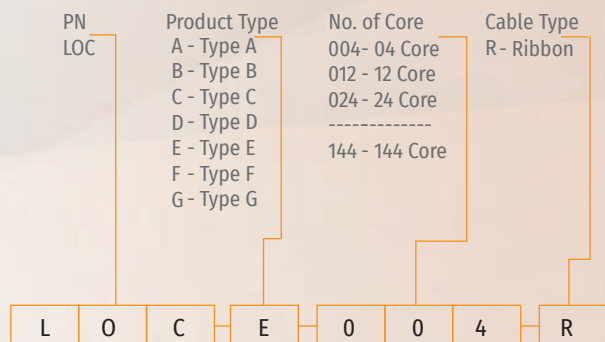 PN
LOC
Product Type
A - Type A
B - Type B
C - Type C
D - Type D
E - Type E
F - Type F
G - Type G
No. of Core
004- 04 Core
012 - 12 Core
024 - 24 Core
-------------
144 - 144 Core
Cable Type
R - Ribbon
L O C E 0 0 4 R